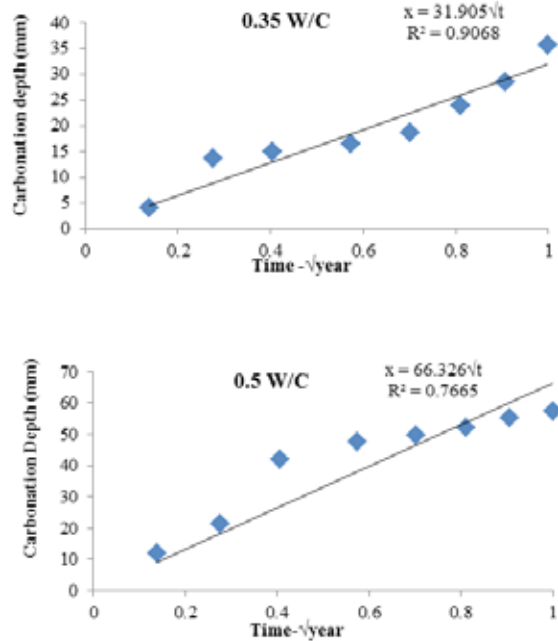 0.35 W/C
x = 31.905√t
R² = 0.9068
Carbonation depth (mm)
40
35
30
25
20
15
10
5
0
0 0.2 0.4 0.6 0.8 1
Time -√year
0.5 W/C
x = 66.326√t
R² = 0.7665
Carbonation Depth (mm)
70
60
50
40
30
20
10
0
0 0.2 0.4 0.6 0.8 1
Time-√year